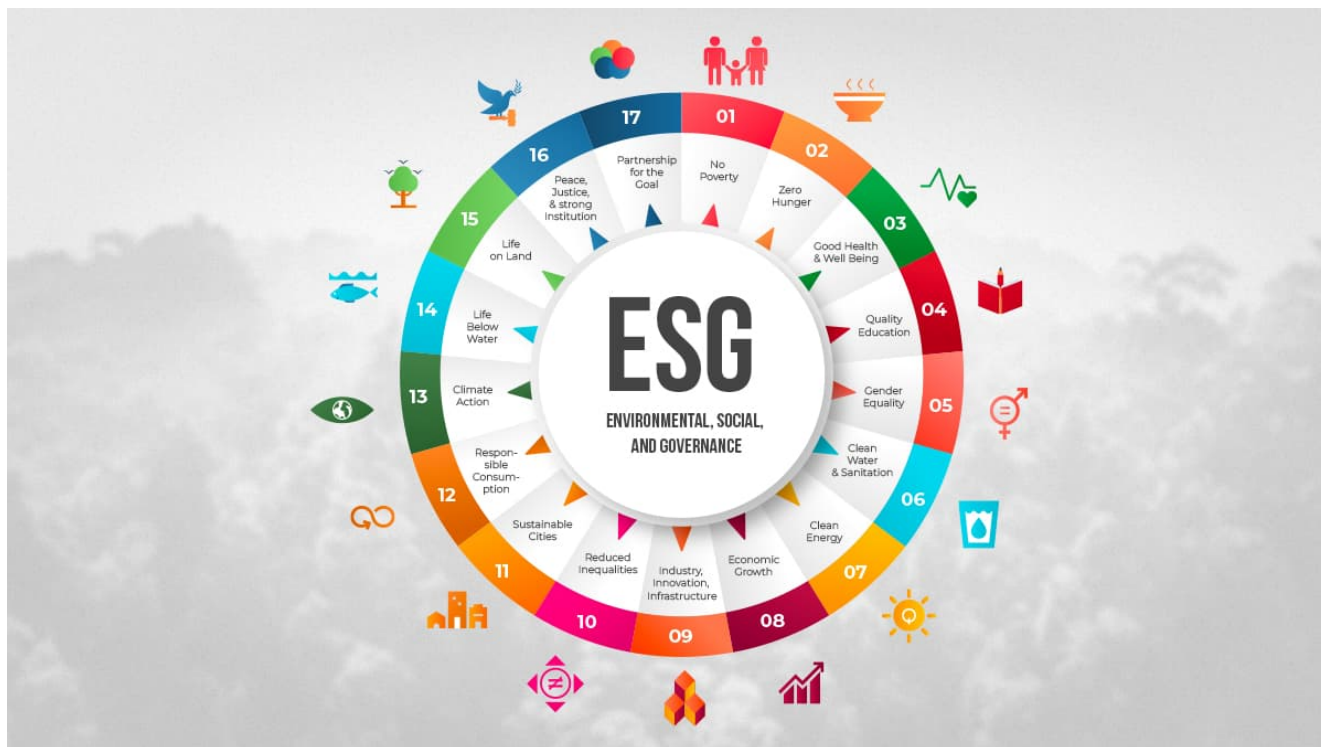 ESG
ENVIRONMENTAL, SOCIAL,
AND GOVERNANCE
01
No
Poverty
02
Zero
Hunger
03
Good Health
& Well Being
04
Quality
Education
05
Gender
Equality
06
Clean
Water
& Sanitation
07
Clean
Energy
08
Economic
Growth
09
Industry,
Innovation,
Infrastructure
10
Reduced
Inequalities
11
Sustainable
Cities
12
Respon-
sible
Consum-
ption
13
Climate
Action
14
Life
Below
Water
15
Life
on Land
16
Peace,
Justice,
& strong
Institution
17
Partnership
for the
Goal